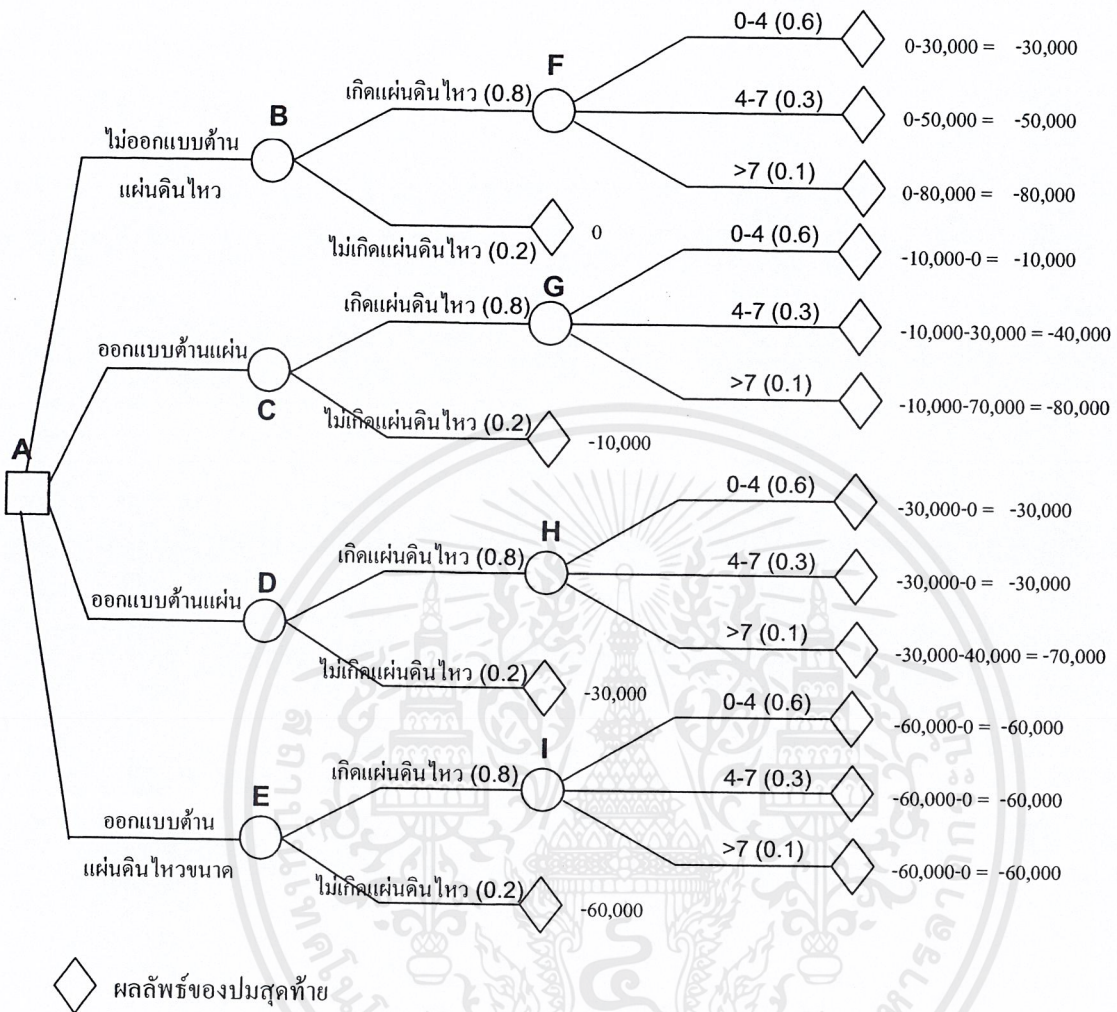 0-4 (0.6)
0-30,000 = -30,000
F
เกิดแผ่นดินไหว (0.8)
4-7 (0.3)
0-50,000 = -50,000
B
ไม่ออกแบบต้าน
แผ่นดินไหว
>7 (0.1)
0-80,000 = -80,000
ไม่เกิดแผ่นดินไหว (0.2)
0
0-4 (0.6)
-10,000-0 = -10,000
G
เกิดแผ่นดินไหว (0.8)
4-7 (0.3)
-10,000-30,000 = -40,000
ออกแบบต้านแผ่น
C
>7 (0.1)
-10,000-70,000 = -80,000
ไม่เกิดแผ่นดินไหว (0.2)
-10,000
A
0-4 (0.6)
-30,000-0 = -30,000
H
เกิดแผ่นดินไหว (0.8)
4-7 (0.3)
-30,000-0 = -30,000
ออกแบบต้านแผ่น
D
>7 (0.1)
-30,000-40,000 = -70,000
ไม่เกิดแผ่นดินไหว (0.2)
-30,000
0-4 (0.6)
-60,000-0 = -60,000
I
เกิดแผ่นดินไหว (0.8)
4-7 (0.3)
-60,000-0 = -60,000
E
ออกแบบต้าน
แผ่นดินไหวขนาด
>7 (0.1)
-60,000-0 = -60,000
ไม่เกิดแผ่นดินไหว (0.2)
-60,000
ผลลัพธ์ของปมสุดท้าย